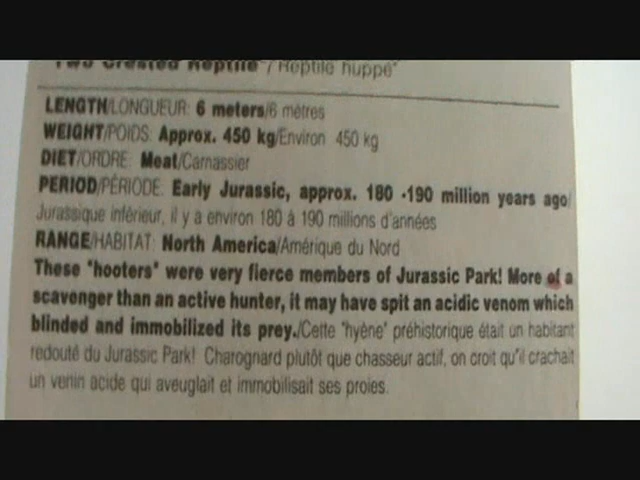 Two Crested Reptile"/"Reptile huppé"
LENGTH/LONGUEUR: 6 meters/6 mètres
WEIGHT/POIDS: Approx. 450 kg/Environ 450 kg
DIET/ORDRE: Meat/Carnassier
PERIOD/PÉRIODE: Early Jurassic, approx. 180 -190 million years ago/
Jurassique inférieur, il y a environ 180 à 190 millions d'années
RANGE/HABITAT: North America/Amérique du Nord
These "hooters" were very fierce members of Jurassic Park! More of a
scavenger than an active hunter, it may have spit an acidic venom which
blinded and immobilized its prey./Cette "hyène" préhistorique était un habitant
redouté du Jurassic Park! Charognard plutôt que chasseur actif, on croit qu'il crachait
un venin acide qui aveuglait et immobilisait ses proies.